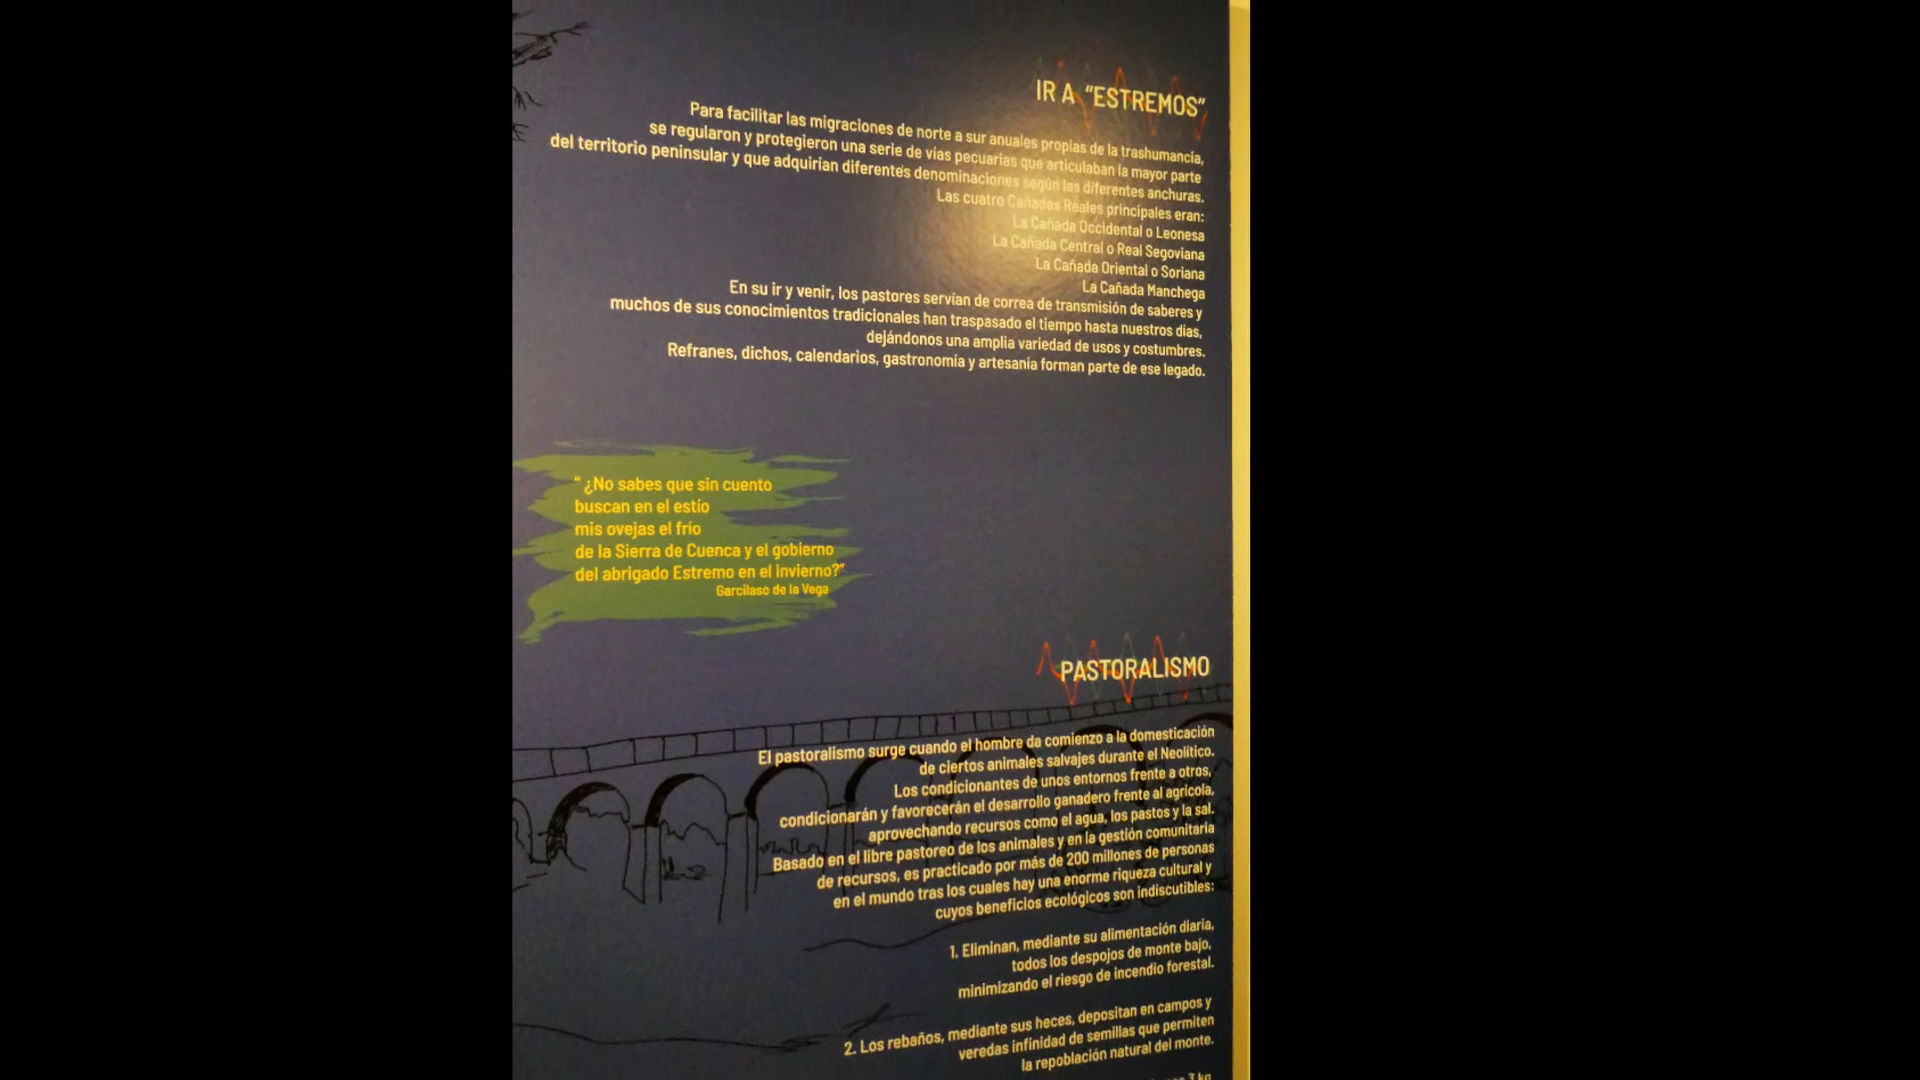 IR A “ESTREMOS”
Para facilitar las migraciones de norte a sur anuales propias de la trashumancia,
se regularon y protegieron una serie de vías pecuarias que articulaban la mayor parte
del territorio peninsular y que adquirían diferentes denominaciones según las diferentes anchuras.
Las cuatro Cañadas Reales principales eran:
La Cañada Occidental o Leonesa
La Cañada Central o Real Segoviana
La Cañada Oriental o Soriana
La Cañada Manchega
En su ir y venir, los pastores servían de correa de transmisión de saberes y
muchos de sus conocimientos tradicionales han traspasado el tiempo hasta nuestros días,
dejándonos una amplia variedad de usos y costumbres.
Refranes, dichos, calendarios, gastronomía y artesanía forman parte de ese legado.
“ ¿No sabes que sin cuento
buscan en el estío
mis ovejas el frío
de la Sierra de Cuenca y el gobierno
del abrigado Estremo en el invierno?”
Garcilaso de la Vega
PASTORALISMO
El pastoralismo surge cuando el hombre da comienzo a la domesticación
de ciertos animales salvajes durante el Neolítico.
Los condicionantes de unos entornos frente a otros,
condicionarán y favorecerán el desarrollo ganadero frente al agrícola,
aprovechando recursos como el agua, los pastos y la sal.
Basado en el libre pastoreo de los animales y en la gestión comunitaria
de recursos, es practicado por más de 200 millones de personas
en el mundo tras los cuales hay una enorme riqueza cultural y
cuyos beneficios ecológicos son indiscutibles:
1. Eliminan, mediante su alimentación diaria,
todos los despojos de monte bajo,
minimizando el riesgo de incendio forestal.
2. Los rebaños, mediante sus heces, depositan en campos y
veredas infinidad de semillas que permiten
la repoblación natural del monte.
3 kg